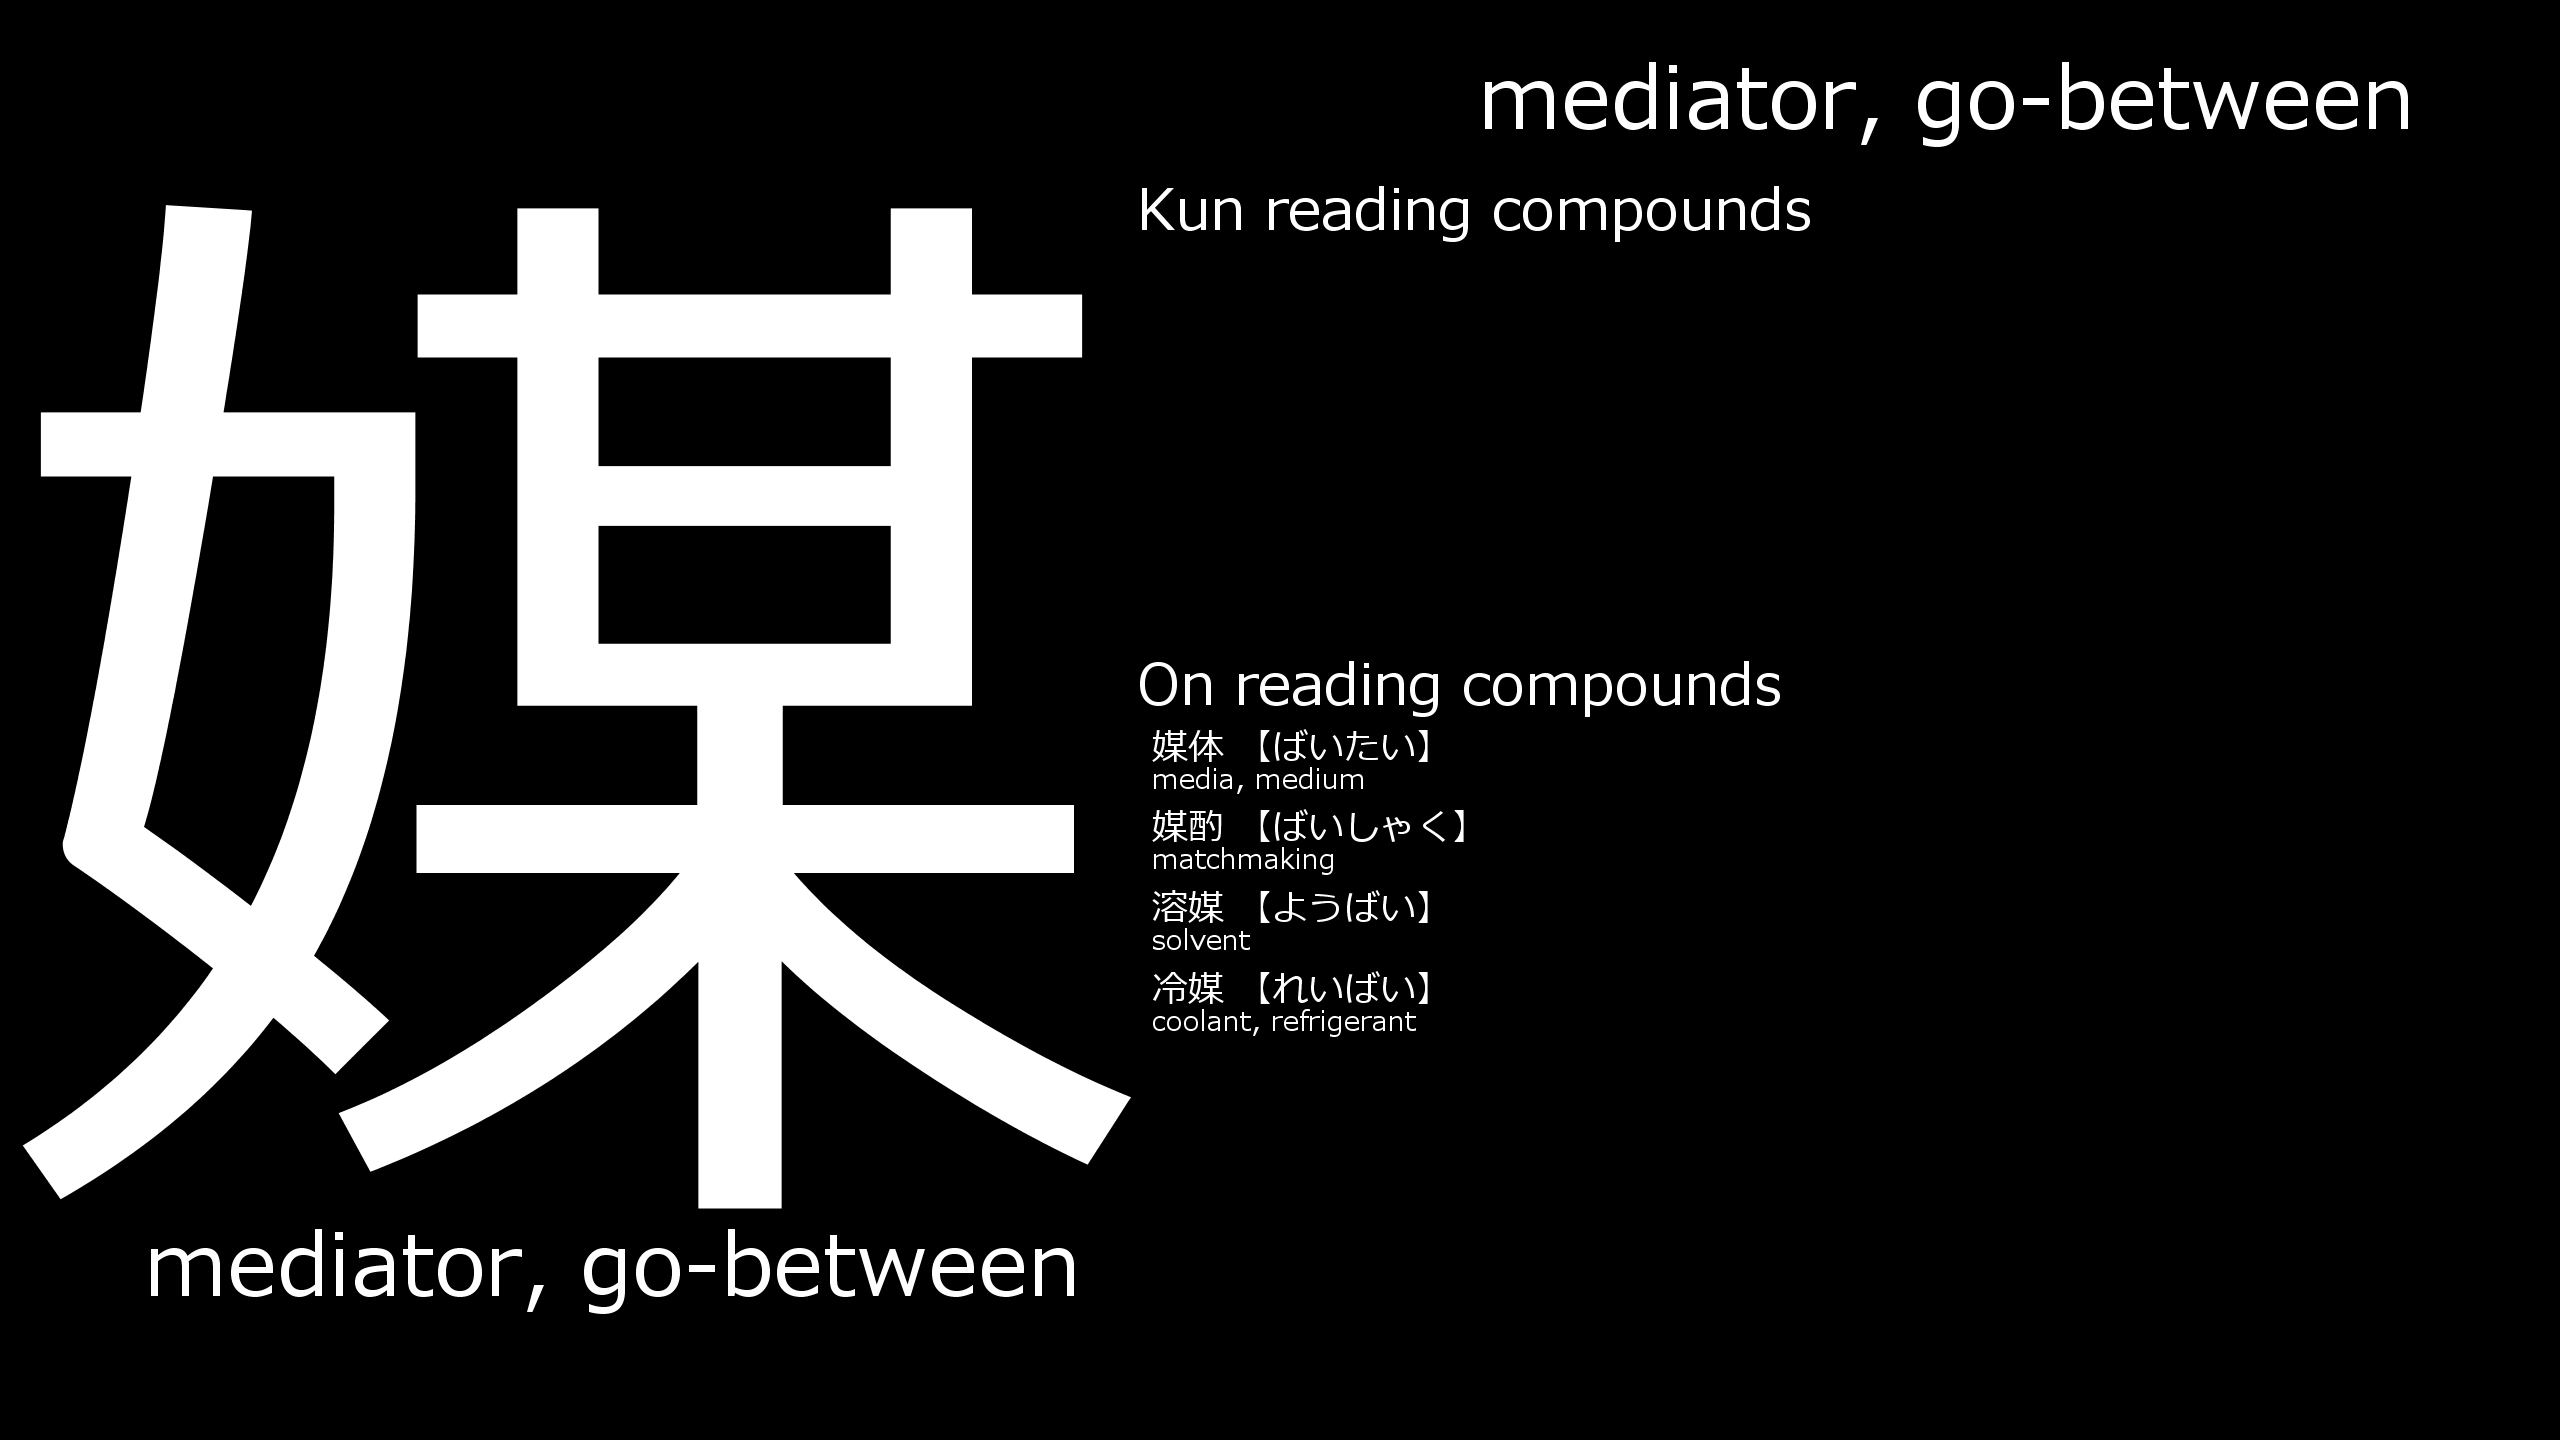 媒
mediator, go-between
mediator, go-between
Kun reading compounds
On reading compounds
媒体 【ばいたい】
media, medium
媒酌 【ばいしゃく】
matchmaking
溶媒 【ようばい】
solvent
冷媒 【れいばい】
coolant, refrigerant